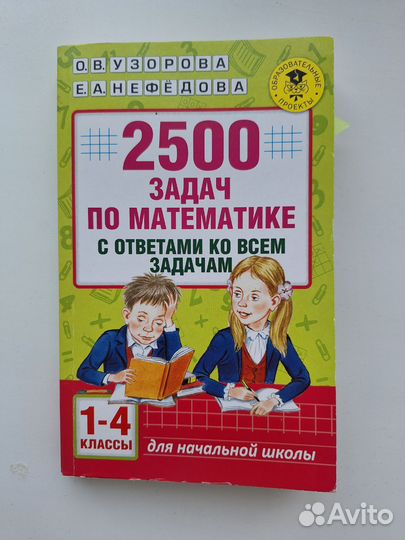 О.В. УЗОРОВА
Е.А. НЕФЁДОВА
ОБРАЗОВАТЕЛЬНЫЕ
ПРОЕКТЫ
2500
ЗАДАЧ
ПО МАТЕМАТИКЕ
С ОТВЕТАМИ КО ВСЕМ
ЗАДАЧАМ
1-4
КЛАССЫ
для начальной школы
Avito